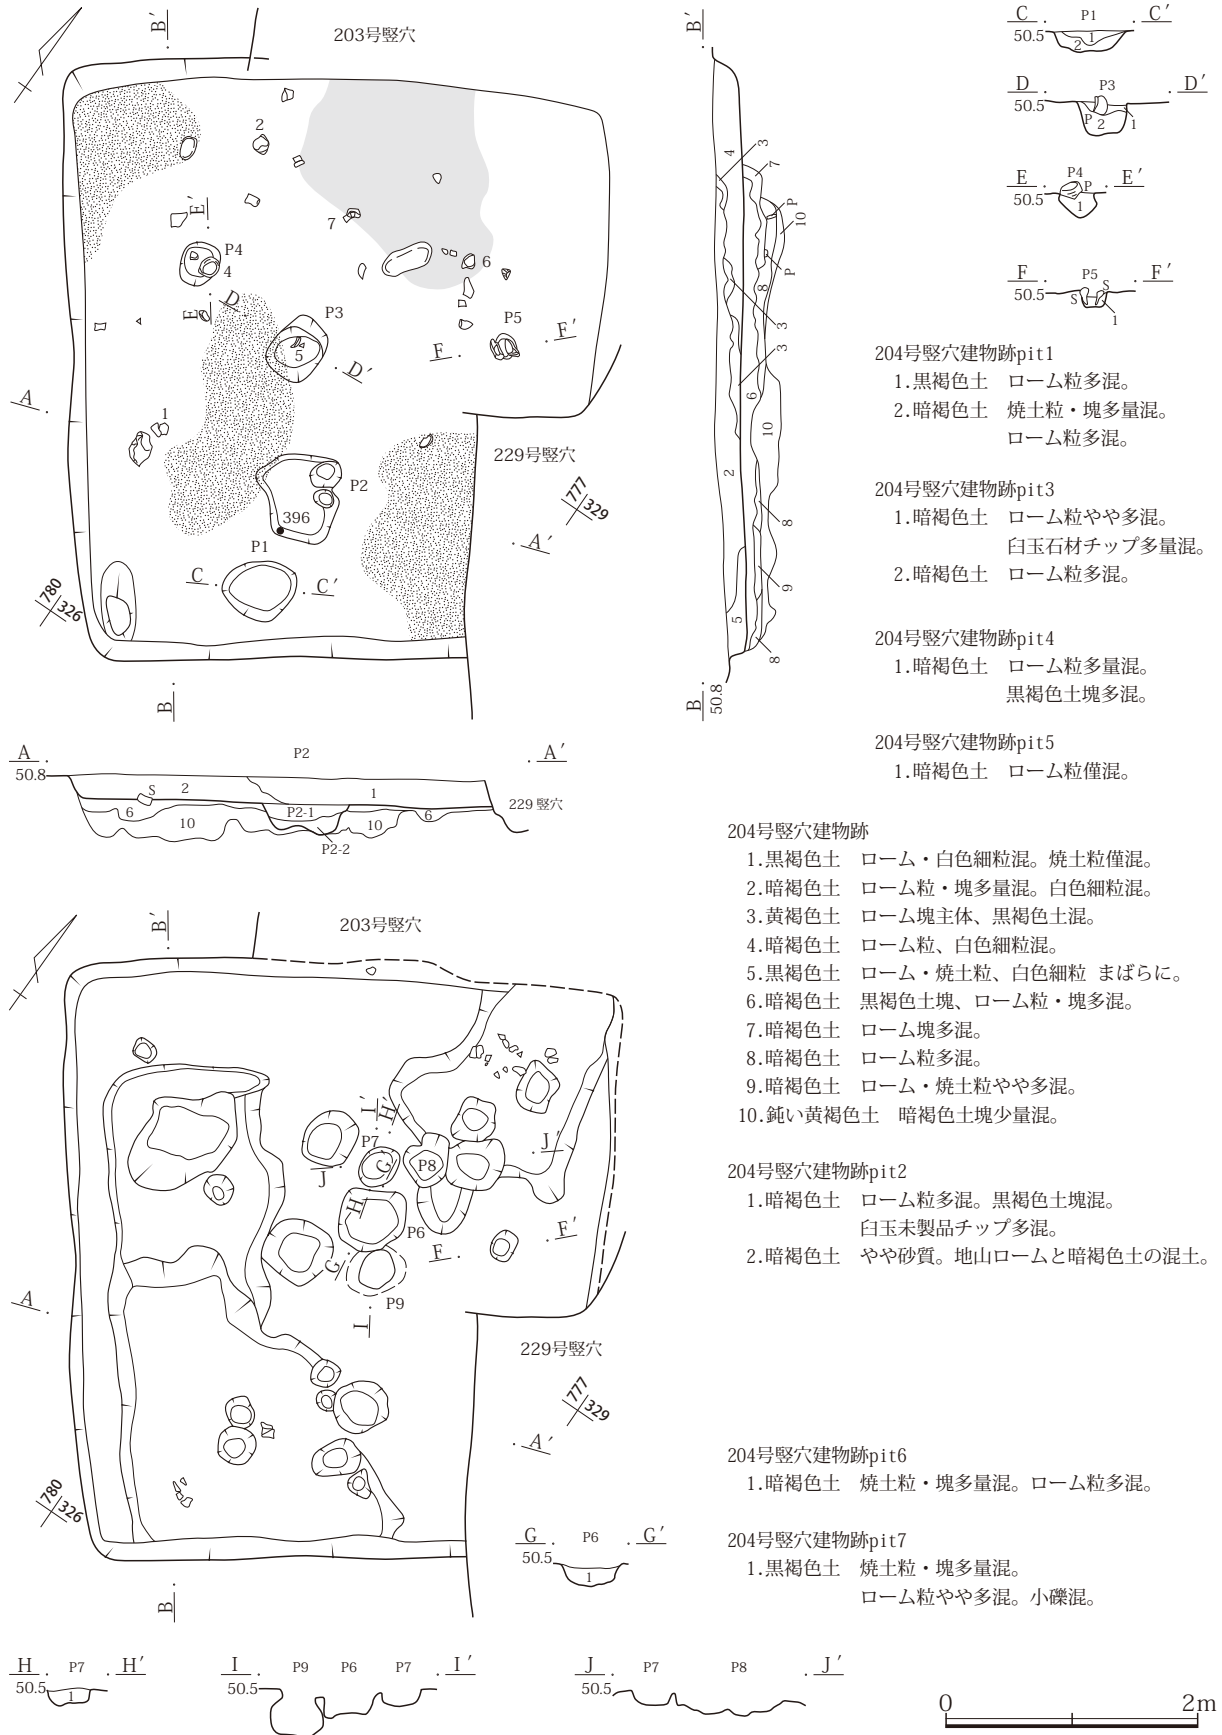 B′
203号竪穴
2
E′
7
P4
4
6
E
D
P3
5
P5
F
F′
D′
A
1
229号竪穴
P2
777
329
396
A′
P1
C
C′
780
326
B
B′
3
4
7
P
10
P
8
3
3
6
10
2
8
9
5
8
B
50.8
C P1 C′
50.5
1
2
D P3 D′
50.5
P 2 1
E P4 E′
50.5
P
1
F P5 F′
50.5
S S
1
204号竪穴建物跡pit1
1.黒褐色土 ローム粒多混。
2.暗褐色土 焼土粒・塊多量混。
ローム粒多混。
204号竪穴建物跡pit3
1.暗褐色土 ローム粒やや多混。
臼玉石材チップ多量混。
2.暗褐色土 ローム粒多混。
204号竪穴建物跡pit4
1.暗褐色土 ローム粒多量混。
黒褐色土塊多混。
204号竪穴建物跡pit5
1.暗褐色土 ローム粒僅混。
A P2 A′
50.8
S 2 1
229 竪穴
6 P2-1 6
10 10
P2-2
204号竪穴建物跡
1.黒褐色土 ローム・白色細粒混。焼土粒僅混。
2.暗褐色土 ローム粒・塊多量混。白色細粒混。
3.黄褐色土 ローム塊主体、黒褐色土混。
4.暗褐色土 ローム粒、白色細粒混。
5.黒褐色土 ローム・焼土粒、白色細粒 まばらに。
6.暗褐色土 黒褐色土塊、ローム粒・塊多混。
7.暗褐色土 ローム塊多混。
8.暗褐色土 ローム粒多混。
9.暗褐色土 ローム・焼土粒やや多混。
10.鈍い黄褐色土 暗褐色土塊少量混。
204号竪穴建物跡pit2
1.暗褐色土 ローム粒多混。黒褐色土塊混。
臼玉未製品チップ多混。
2.暗褐色土 やや砂質。地山ロームと暗褐色土の混土。
B′
203号竪穴
I′
H′
P7
G′
J
P8
J′
H
P6
F
F′
G
P9
I
A
229号竪穴
777
329
A′
780
326
B
G P6 G′
50.5
1
204号竪穴建物跡pit6
1.暗褐色土 焼土粒・塊多量混。ローム粒多混。
204号竪穴建物跡pit7
1.黒褐色土 焼土粒・塊多量混。
ローム粒やや多混。小礫混。
H P7 H′
50.5
1
I P9 P6 P7 I′
50.5
J P7 P8 J′
50.5
0 2m